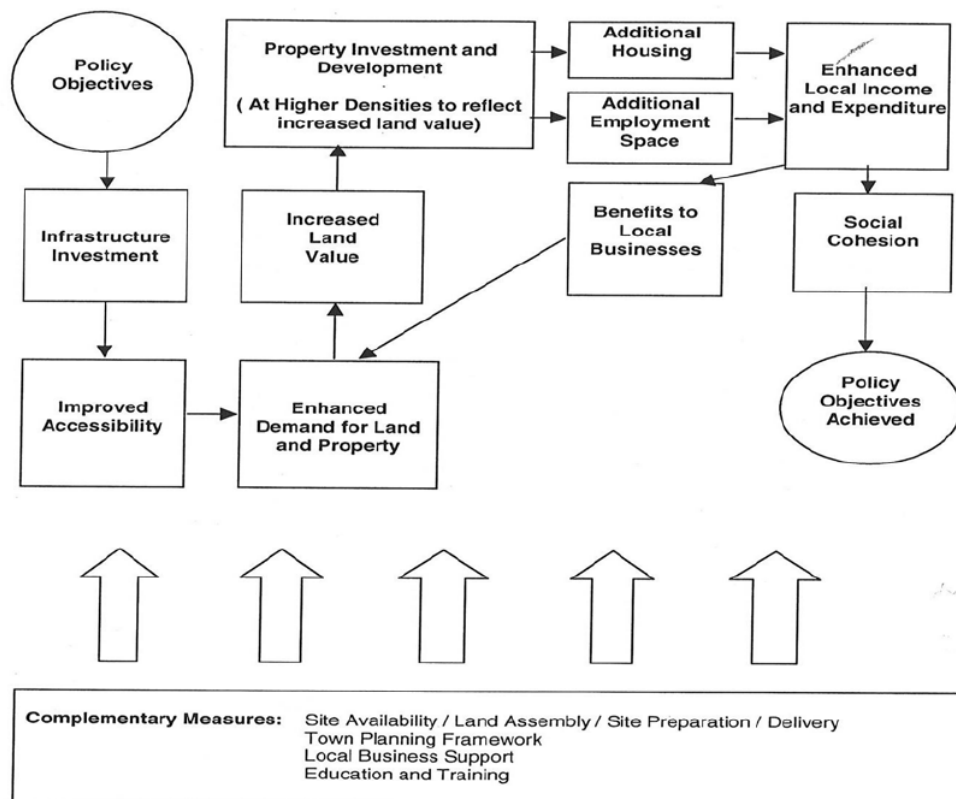 Policy
Objectives
Infrastructure
Investment
Improved
Accessibility
Enhanced
Demand for Land
and Property
Increased
Land
Value
Property Investment and
Development
( At Higher Densities to reflect
increased land value)
Additional
Housing
Additional
Employment
Space
Enhanced
Local Income
and Expenditure
Benefits to
Local
Businesses
Social
Cohesion
Policy
Objectives
Achieved
Complementary Measures: Site Availability / Land Assembly / Site Preparation / Delivery
Town Planning Framework
Local Business Support
Education and Training